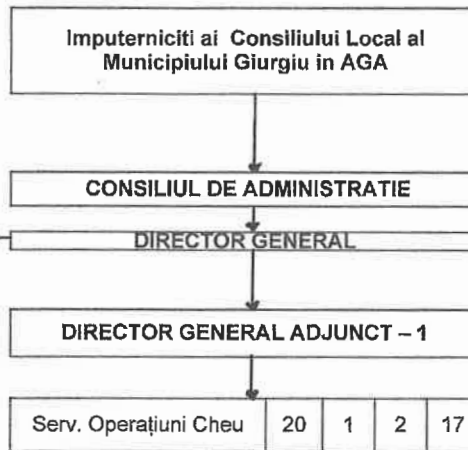 Imputerniciti ai Consiliului Local al
Municipiului Giurgiu in AGA
CONSILIUL DE ADMINISTRATIE
DIRECTOR GENERAL
DIRECTOR GENERAL ADJUNCT – 1
Serv. Operațiuni Cheu 20 1 2 17